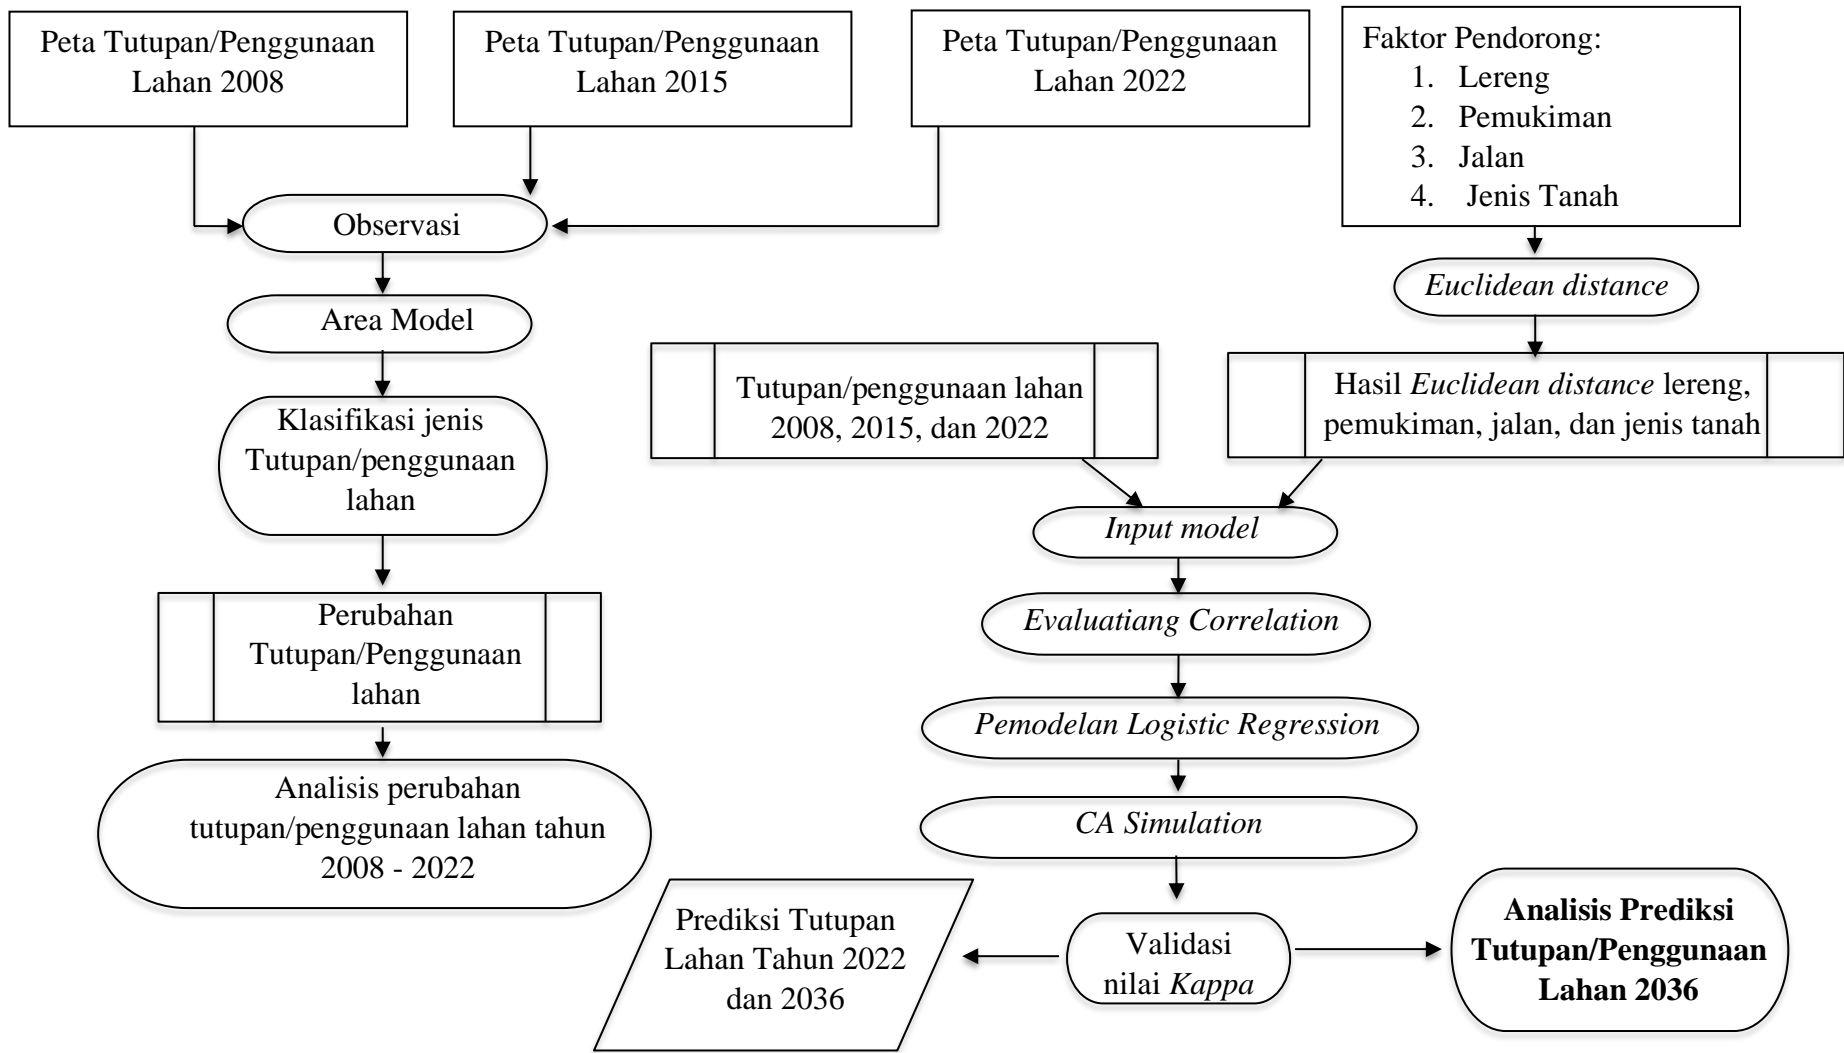 Peta Tutupan/Penggunaan
Lahan 2008
Peta Tutupan/Penggunaan
Lahan 2015
Peta Tutupan/Penggunaan
Lahan 2022
Faktor Pendorong:
1. Lereng
2. Pemukiman
3. Jalan
4. Jenis Tanah
Observasi
Euclidean distance
Area Model
Tutupan/penggunaan lahan
2008, 2015, dan 2022
Hasil Euclidean distance lereng,
pemukiman, jalan, dan jenis tanah
Klasifikasi jenis
Tutupan/penggunaan
lahan
Input model
Perubahan
Tutupan/Penggunaan
lahan
Evaluatiang Correlation
Pemodelan Logistic Regression
Analisis perubahan
tutupan/penggunaan lahan tahun
2008 - 2022
CA Simulation
Prediksi Tutupan
Lahan Tahun 2022
dan 2036
Validasi
nilai Kappa
Analisis Prediksi
Tutupan/Penggunaan
Lahan 2036